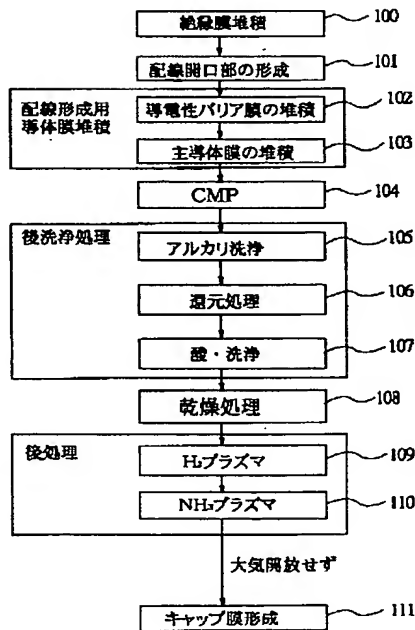 絶縁膜堆積 100
配線開口部の形成 101
配線形成用
導体膜堆積
導電性バリア膜の堆積 102
主導体膜の堆積 103
CMP 104
後洗浄処理
アルカリ洗浄 105
還元処理 106
酸・洗浄 107
乾燥処理 108
後処理
H₂プラズマ 109
NH₃プラズマ 110
大気開放せず
キャップ膜形成 111